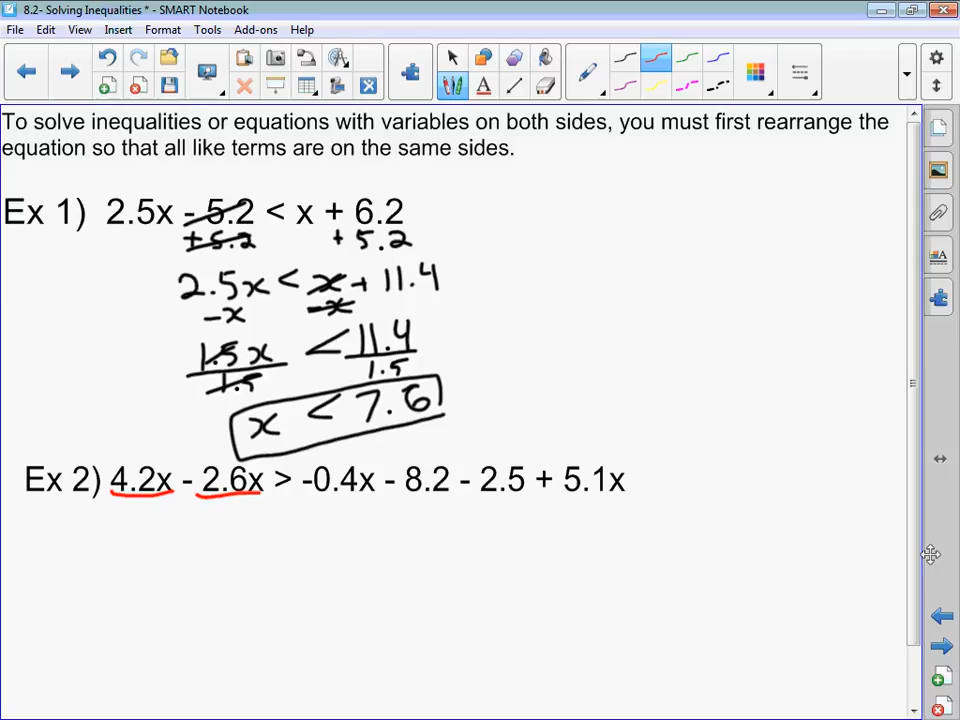 8.2- Solving Inequalities * - SMART Notebook
File Edit View Insert Format Tools Add-ons Help
To solve inequalities or equations with variables on both sides, you must first rearrange the
equation so that all like terms are on the same sides.
Ex 1) 2.5x - 5.2 < x + 6.2
+5.2 +5.2
2.5x < x + 11.4
-x -x
1.5x < 11.4
1.5 1.5
x < 7.6
Ex 2) 4.2x - 2.6x > -0.4x - 8.2 - 2.5 + 5.1x